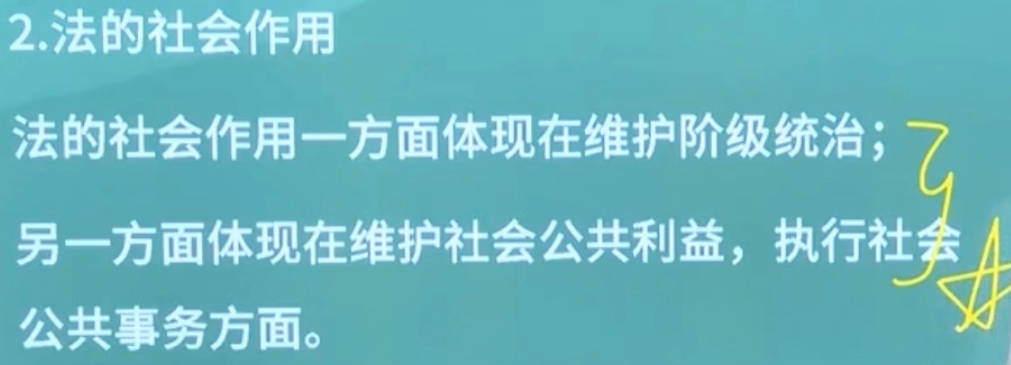 2.法的社会作用
法的社会作用一方面体现在维护阶级统治；
另一方面体现在维护社会公共利益，执行社会
公共事务方面。